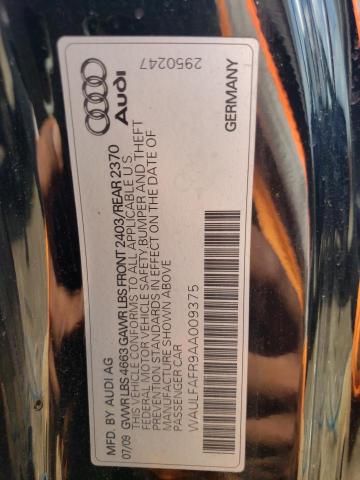 Audi
2950247
GERMANY
MFD. BY AUDI AG
07/09 GVWR LBS 4663 GAWR LBS FRONT 2403/REAR 2370
THIS VEHICLE CONFORMS TO ALL APPLICABLE U.S.
FEDERAL MOTOR VEHICLE SAFETY, BUMPER AND THEFT
PREVENTION STANDARDS IN EFFECT ON THE DATE OF
MANUFACTURE SHOWN ABOVE
PASSENGER CAR
WAULFAFR9AA009375